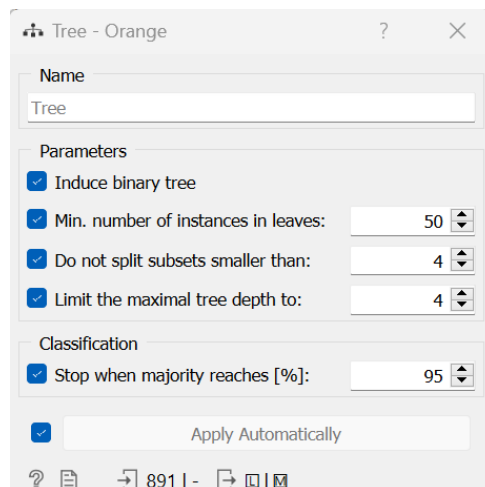 Tree - Orange ?
Name
Tree
Parameters
Induce binary tree
Min. number of instances in leaves: 50
Do not split subsets smaller than: 4
Limit the maximal tree depth to: 4
Classification
Stop when majority reaches [%]: 95
Apply Automatically
? 891 | - L | M